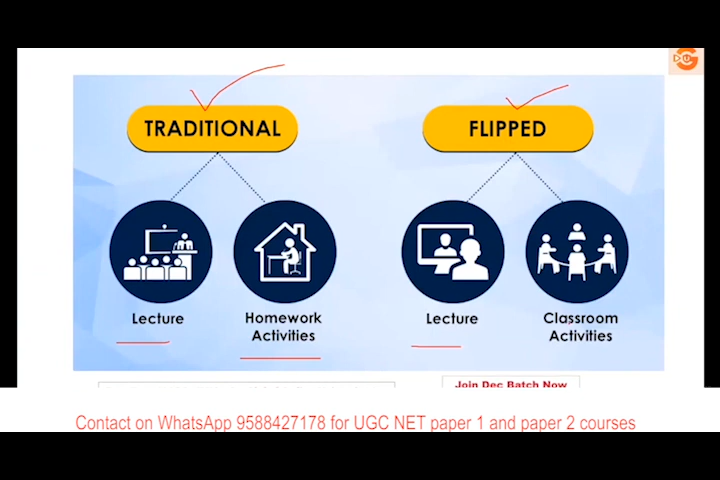 TRADITIONAL
FLIPPED
Lecture
Homework
Activities
Lecture
Classroom
Activities
Join Dec Batch Now
Contact on WhatsApp 9588427178 for UGC NET paper 1 and paper 2 courses